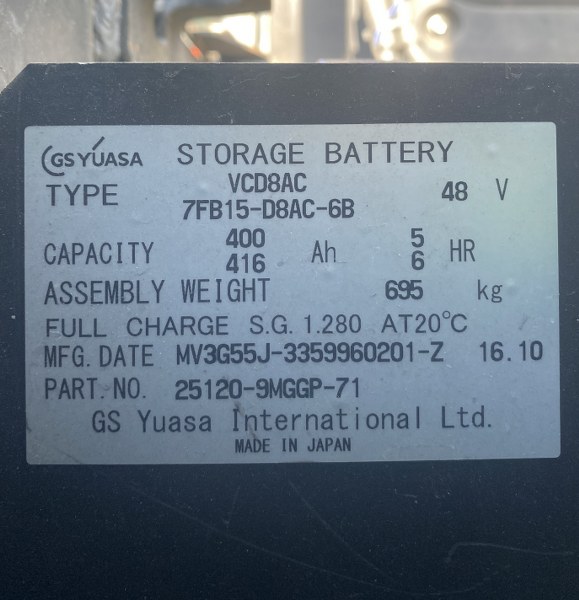 GS YUASA STORAGE BATTERY
TYPE VCD8AC 48 V
7FB15-D8AC-6B
CAPACITY 400 Ah 5 HR
416 6
ASSEMBLY WEIGHT 695 kg
FULL CHARGE S.G. 1.280 AT20°C
MFG. DATE MV3G55J-3359960201-Z 16.10
PART. NO. 25120-9MGGP-71
GS Yuasa International Ltd.
MADE IN JAPAN